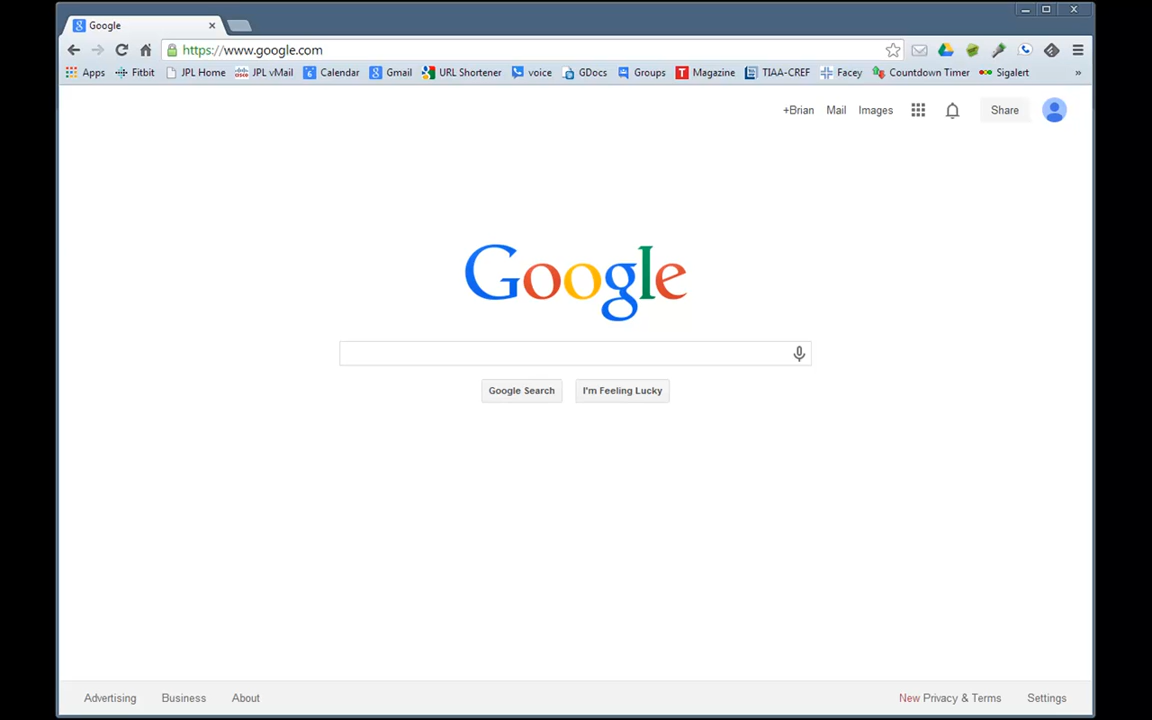 Google
https://www.google.com
Apps Fitbit JPL Home JPL vMail Calendar Gmail URL Shortener voice GDocs Groups Magazine TIAA-CREF Facey Countdown Timer Sigalert »
+Brian Mail Images Share
Google
Google Search I'm Feeling Lucky
Advertising Business About New Privacy & Terms Settings